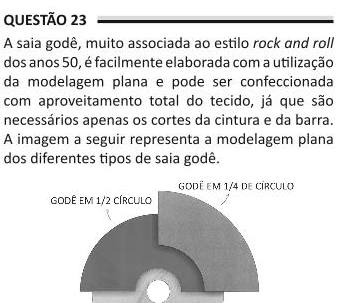 QUESTÃO 23
A saia godê, muito associada ao estilo rock and roll
dos anos 50, é facilmente elaborada com a utilização
da modelagem plana e pode ser confeccionada
com aproveitamento total do tecido, já que são
necessários apenas os cortes da cintura e da barra.
A imagem a seguir representa a modelagem plana
dos diferentes tipos de saia godê.
GODÊ EM 1/4 DE CÍRCULO
GODÊ EM 1/2 CÍRCULO